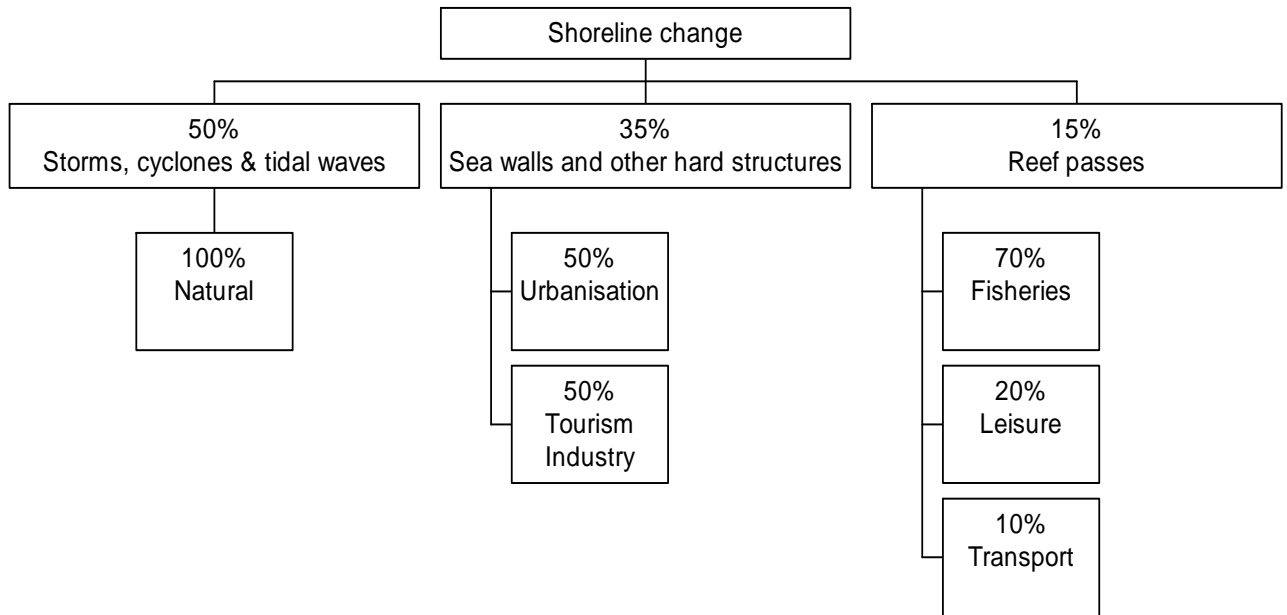 Shoreline change
50%
Storms, cyclones & tidal waves
35%
Sea walls and other hard structures
15%
Reef passes
100%
Natural
50%
Urbanisation
50%
Tourism
Industry
70%
Fisheries
20%
Leisure
10%
Transport